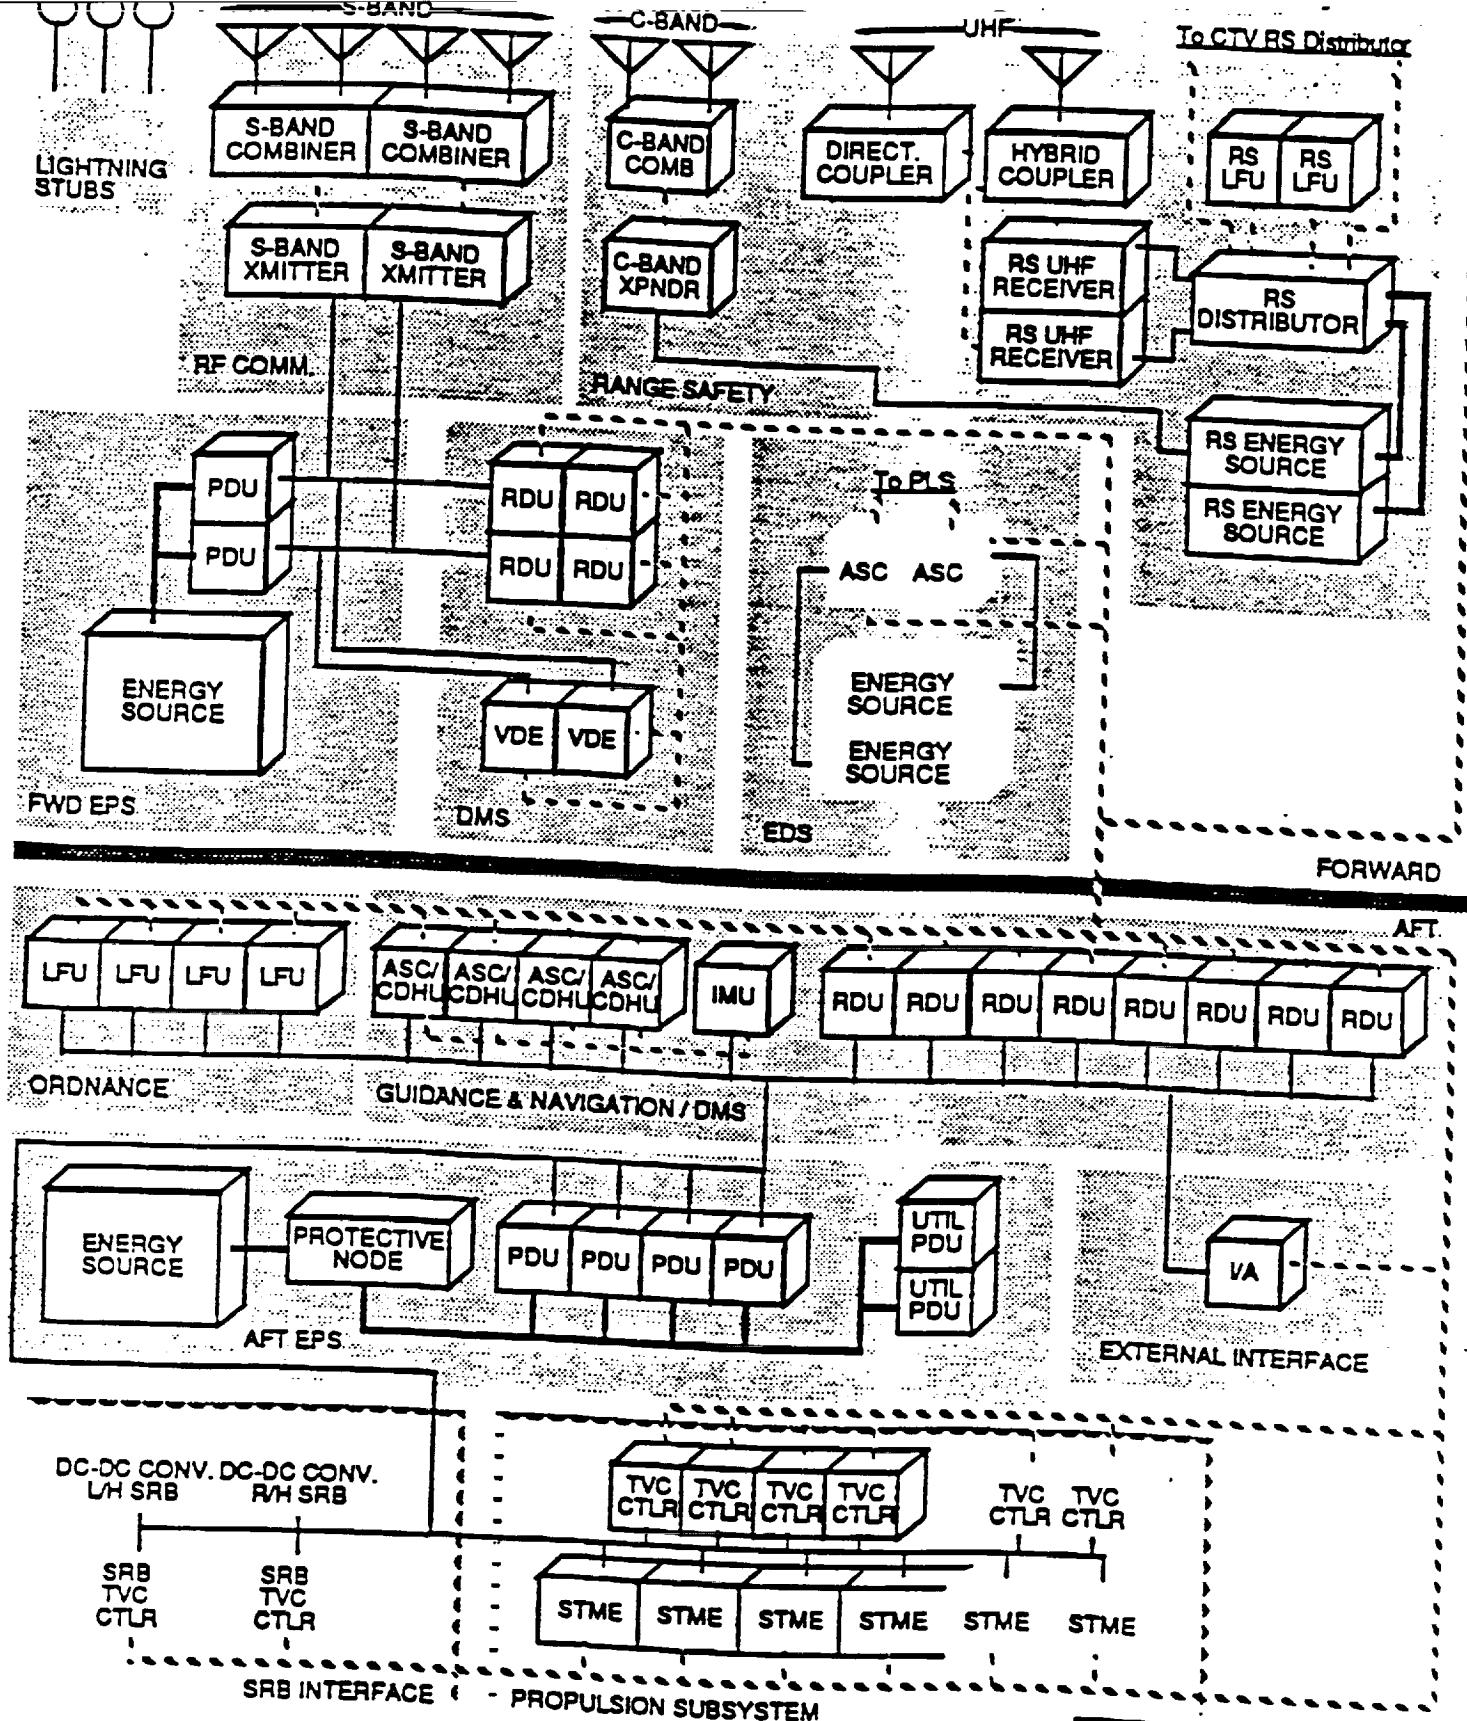 S-BAND
C-BAND
UHF
To CTV RS Distributor
LIGHTNING
STUBS
S-BAND
COMBINER
S-BAND
COMBINER
C-BAND
COMB
DIRECT.
COUPLER
HYBRID
COUPLER
RS
LFU
RS
LFU
S-BAND
XMITTER
S-BAND
XMITTER
C-BAND
XPNDR
RS UHF
RECEIVER
RS UHF
RECEIVER
RS
DISTRIBUTOR
RF COMM.
RANGE SAFETY
RS ENERGY
SOURCE
RS ENERGY
SOURCE
PDU
PDU
RDU
RDU
RDU
RDU
To PLS
ASC
ASC
ENERGY
SOURCE
VDE
VDE
ENERGY
SOURCE
ENERGY
SOURCE
FWD EPS
DMS
EDS
FORWARD
AFT
LFU
LFU
LFU
LFU
ASC/
CDHU
ASC/
CDHU
ASC/
CDHU
ASC/
CDHU
IMU
RDU
RDU
RDU
RDU
RDU
RDU
RDU
RDU
ORDNANCE
GUIDANCE & NAVIGATION / DMS
ENERGY
SOURCE
PROTECTIVE
NODE
PDU
PDU
PDU
PDU
UTIL
PDU
UTIL
PDU
I/A
AFT EPS
EXTERNAL INTERFACE
DC-DC CONV.
L/H SRB
DC-DC CONV.
R/H SRB
TVC
CTLR
TVC
CTLR
TVC
CTLR
TVC
CTLR
TVC
CTLR
TVC
CTLR
SRB
TVC
CTLR
SRB
TVC
CTLR
STME
STME
STME
STME
STME
STME
SRB INTERFACE
PROPULSION SUBSYSTEM